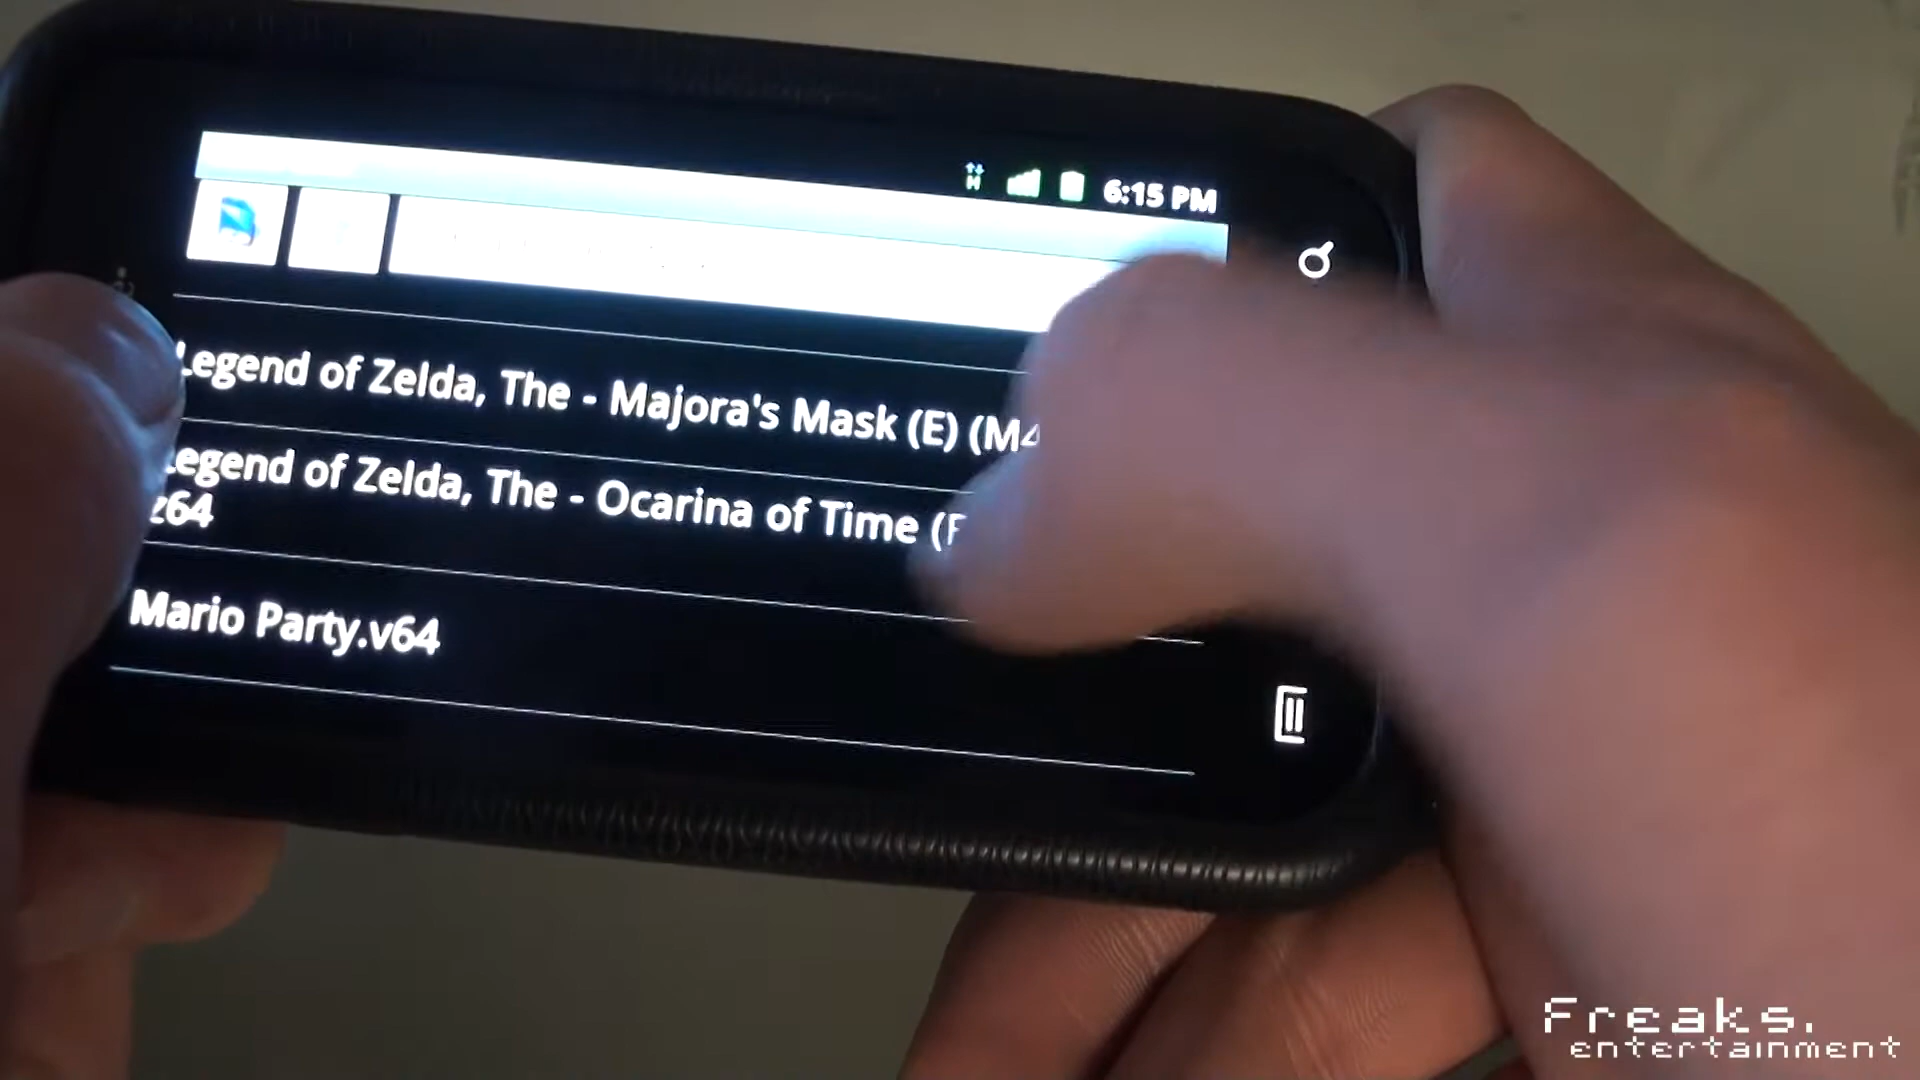 6:15 PM
Legend of Zelda, The - Majora's Mask (E) (M4
Legend of Zelda, The - Ocarina of Time (
z64
Mario Party.v64
Freaks.
entertainment